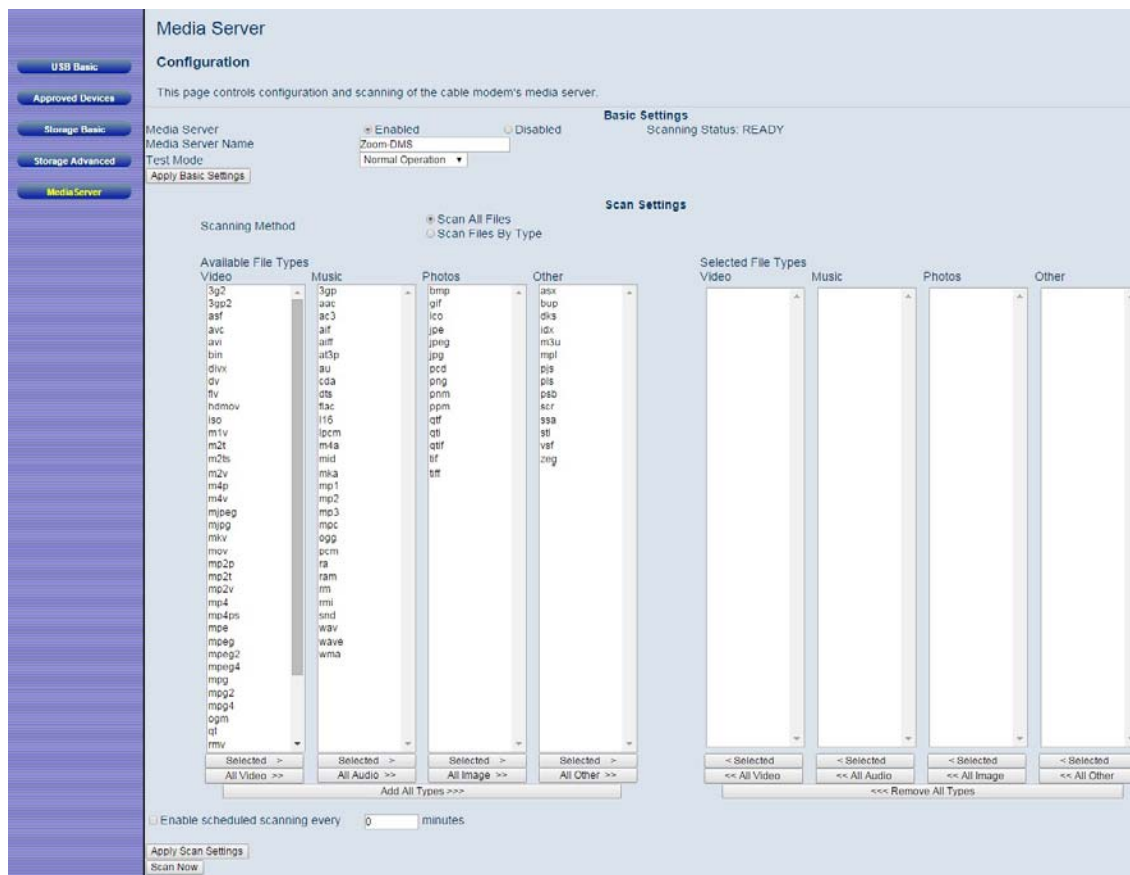 Media Server
USB Basic
Approved Devices
Storage Basic
Storage Advanced
MediaServer
Configuration
This page controls configuration and scanning of the cable modem's media server.
Basic Settings
Media Server Enabled Disabled Scanning Status: READY
Media Server Name Zoom-DMS
Test Mode Normal Operation
Apply Basic Settings
Scan Settings
Scanning Method
Scan All Files
Scan Files By Type
Available File Types
Video
3g2
3gp2
asf
avc
avi
bin
divx
dv
flv
hdmov
iso
m1v
m2t
m2ts
m2v
m4p
m4v
mjpeg
mjpg
mkv
mov
mp2p
mp2t
mp2v
mp4
mp4ps
mpe
mpeg
mpeg2
mpeg4
mpg
mpg2
mpg4
ogm
qt
rmv
Selected >
All Video >>
Music
3gp
aac
ac3
aif
aiff
at3p
au
cda
dts
flac
l16
lpcm
m4a
mid
mka
mp1
mp2
mp3
mpc
ogg
pcm
ra
ram
rm
rmi
snd
wav
wave
wma
Selected >
All Audio >>
Photos
bmp
gif
ico
jpe
jpeg
jpg
pcd
png
pnm
ppm
qtf
qti
qtif
tif
tiff
Selected >
All Image >>
Other
asx
bup
dks
idx
m3u
mpl
pjs
pls
psb
scr
ssa
stl
vsf
zeg
Selected >
All Other >>
Add All Types >>>
Selected File Types
Video Music Photos Other
< Selected < Selected < Selected < Selected
<< All Video << All Audio << All Image << All Other
<<< Remove All Types
Enable scheduled scanning every 0 minutes
Apply Scan Settings
Scan Now